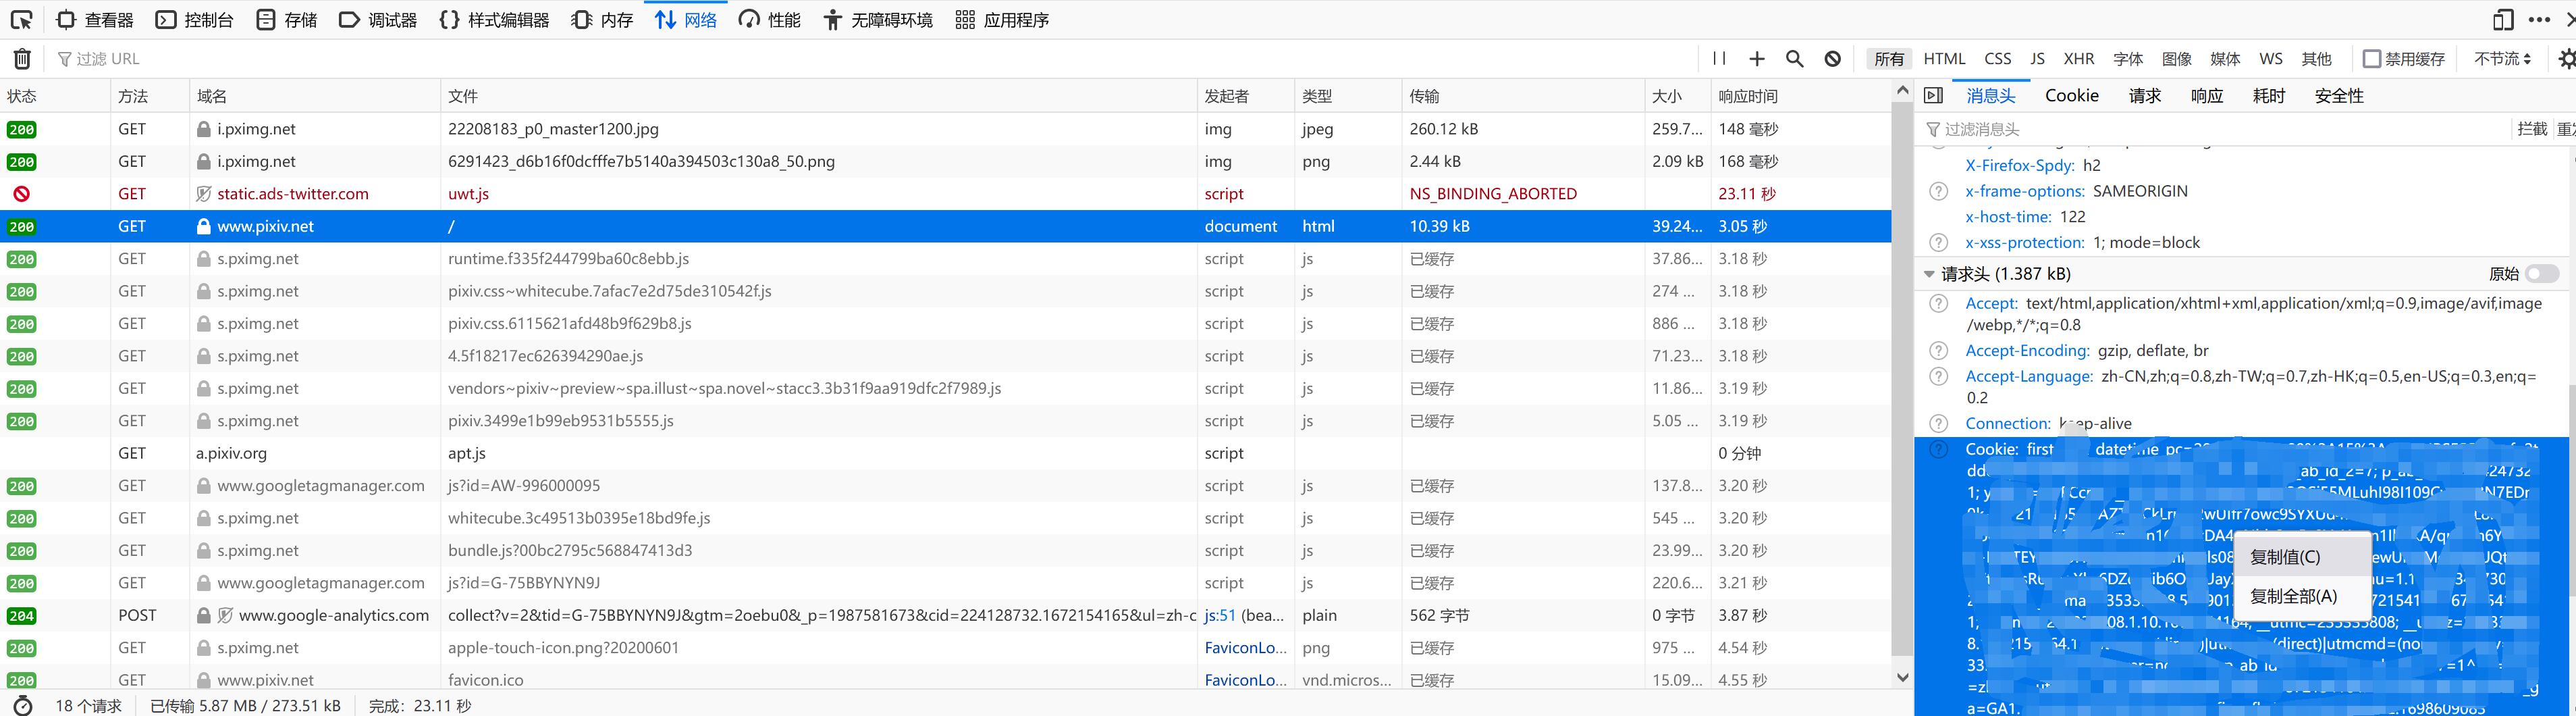 查看器 控制台 存储 调试器 样式编辑器 内存 网络 性能 无障碍环境 应用程序
过滤 URL 所有 HTML CSS JS XHR 字体 图像 媒体 WS 其他 禁用缓存 不节流
状态 方法 域名 文件 发起者 类型 传输 大小 响应时间
200 GET i.pximg.net 22208183_p0_master1200.jpg img jpeg 260.12 kB 259.7... 148 毫秒
200 GET i.pximg.net 6291423_d6b16f0dcfffe7b5140a394503c130a8_50.png img png 2.44 kB 2.09 kB 168 毫秒
GET static.ads-twitter.com uwt.js script NS_BINDING_ABORTED 23.11 秒
200 GET www.pixiv.net / document html 10.39 kB 39.24... 3.05 秒
200 GET s.pximg.net runtime.f335f244799ba60c8ebb.js script js 已缓存 37.86... 3.18 秒
200 GET s.pximg.net pixiv.css~whitecube.7afac7e2d75de310542f.js script js 已缓存 274 ... 3.18 秒
200 GET s.pximg.net pixiv.css.6115621afd48b9f629b8.js script js 已缓存 886 ... 3.18 秒
200 GET s.pximg.net 4.5f18217ec626394290ae.js script js 已缓存 71.23... 3.18 秒
200 GET s.pximg.net vendors~pixiv~preview~spa.illust~spa.novel~stacc3.3b31f9aa919dfc2f7989.js script js 已缓存 11.86... 3.19 秒
200 GET s.pximg.net pixiv.3499e1b99eb9531b5555.js script js 已缓存 5.05 ... 3.19 秒
GET a.pixiv.org apt.js script 0 分钟
200 GET www.googletagmanager.com js?id=AW-996000095 script js 已缓存 137.8... 3.20 秒
200 GET s.pximg.net whitecube.3c49513b0395e18bd9fe.js script js 已缓存 545 ... 3.20 秒
200 GET s.pximg.net bundle.js?00bc2795c568847413d3 script js 已缓存 23.99... 3.20 秒
200 GET www.googletagmanager.com js?id=G-75BBYNYN9J script js 已缓存 220.6... 3.21 秒
204 POST www.google-analytics.com collect?v=2&tid=G-75BBYNYN9J&gtm=2oebu0&_p=1987581673&cid=224128732.1672154165&ul=zh-c js:51 (bea... plain 562 字节 0 字节 3.87 秒
200 GET s.pximg.net apple-touch-icon.png?20200601 FaviconLo... png 已缓存 975 ... 4.54 秒
200 GET www.pixiv.net favicon.ico FaviconLo... vnd.micros... 已缓存 15.09... 4.55 秒
18 个请求 已传输 5.87 MB / 273.51 kB 完成：23.11 秒
消息头 Cookie 请求 响应 耗时 安全性
过滤消息头 拦截
X-Firefox-Spdy: h2
x-frame-options: SAMEORIGIN
x-host-time: 122
x-xss-protection: 1; mode=block
请求头 (1.387 kB) 原始
Accept: text/html,application/xhtml+xml,application/xml;q=0.9,image/avif,image
/webp,*/*;q=0.8
Accept-Encoding: gzip, deflate, br
Accept-Language: zh-CN,zh;q=0.8,zh-TW;q=0.7,zh-HK;q=0.5,en-US;q=0.3,en;q=
0.2
Connection: keep-alive
Cookie:
复制值(C)
复制全部(A)